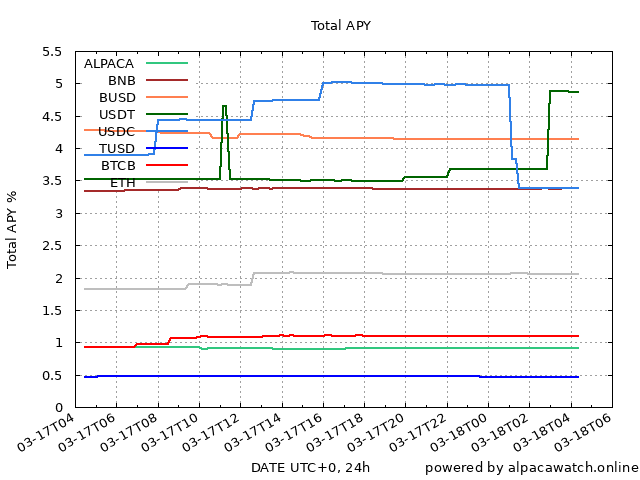 Total APY
5.5
5
4.5
4
3.5
3
2.5
2
1.5
1
0.5
0
Total APY %
ALPACA
BNB
BUSD
USDT
USDC
TUSD
BTCB
ETH
03-17T04
03-17T06
03-17T08
03-17T10
03-17T12
03-17T14
03-17T16
03-17T18
03-17T20
03-17T22
03-18T00
03-18T02
03-18T04
03-18T06
DATE UTC+0, 24h
powered by alpacawatch.online